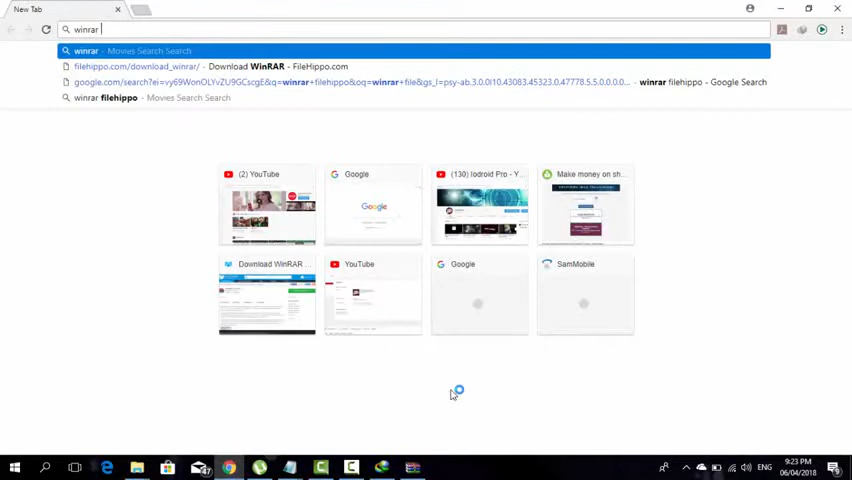 New Tab
winrar
winrar - Movies Search Search
filehippo.com/download_winrar/ - Download WinRAR - FileHippo.com
google.com/search?ei=vy69WonOLYvZU9GCscgE&q=winrar+filehippo&oq=winrar+file&gs_l=psy-ab.3.0.0l10.43083.45323.0.47778.5.5.0.0.0.0... - winrar filehippo - Google Search
winrar filehippo - Movies Search Search
(2) YouTube
Google
(130) Iodroid Pro - Y...
Make money on sh...
Google
Download WinRAR ...
YouTube
Google
SamMobile
47
ENG
9:23 PM
06/04/2018
9